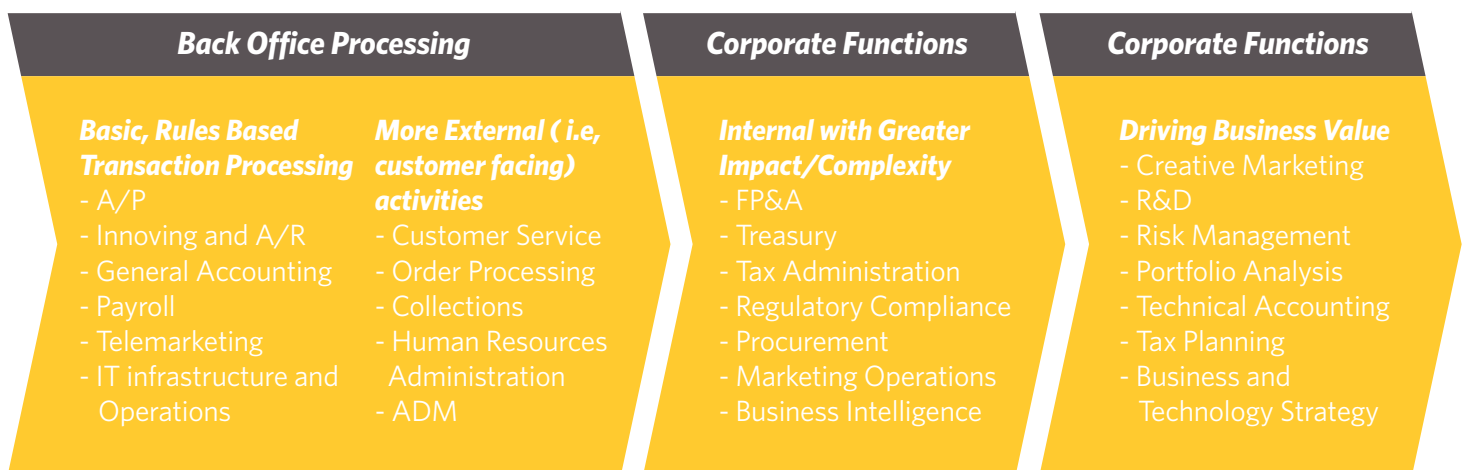 Back Office Processing
Basic, Rules Based
Transaction Processing
- A/P
- Innoving and A/R
- General Accounting
- Payroll
- Telemarketing
- IT infrastructure and
Operations
More External ( i.e,
customer facing)
activities
- Customer Service
- Order Processing
- Collections
- Human Resources
Administration
- ADM
Corporate Functions
Internal with Greater
Impact/Complexity
- FP&A
- Treasury
- Tax Administration
- Regulatory Compliance
- Procurement
- Marketing Operations
- Business Intelligence
Corporate Functions
Driving Business Value
- Creative Marketing
- R&D
- Risk Management
- Portfolio Analysis
- Technical Accounting
- Tax Planning
- Business and
Technology Strategy